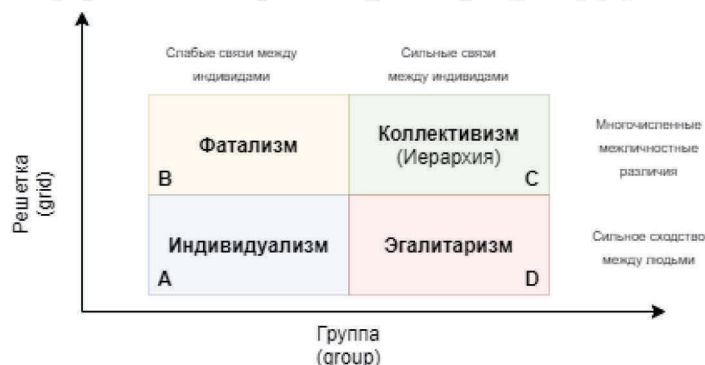 Слабые связи между
индивидами
Сильные связи
между индивидами
Фатализм
B
Коллективизм
(Иерархия)
C
Многочисленные
межличностные
различия
Решетка
(grid)
Индивидуализм
A
Эгалитаризм
D
Сильное сходство
между людьми
Группа
(group)